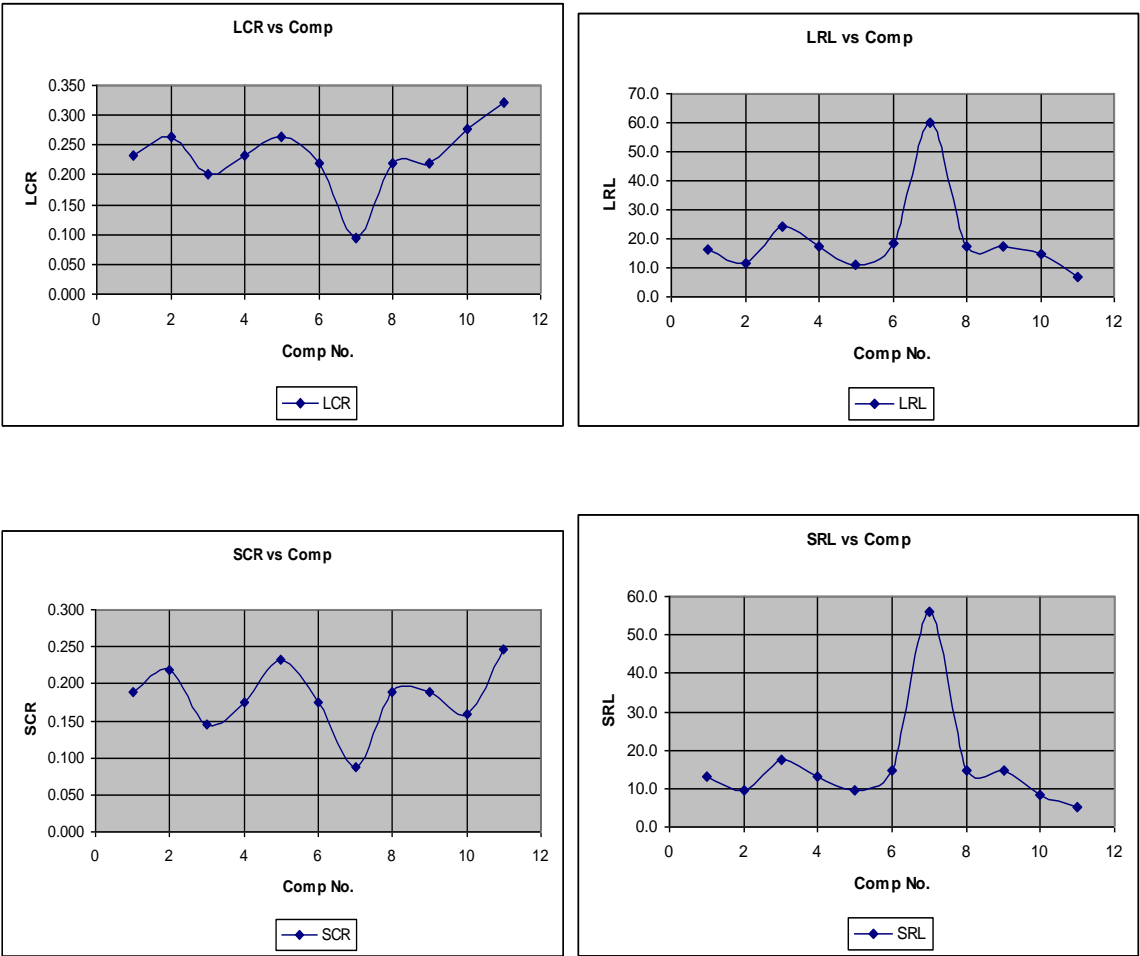 LCR vs Comp
0.350
0.300
0.250
0.200
0.150
0.100
0.050
0.000
LCR
0 2 4 6 8 10 12
Comp No.
LCR
LRL vs Comp
70.0
60.0
50.0
40.0
30.0
20.0
10.0
0.0
LRL
0 2 4 6 8 10 12
Comp No.
LRL
SCR vs Comp
0.300
0.250
0.200
0.150
0.100
0.050
0.000
SCR
0 2 4 6 8 10 12
Comp No.
SCR
SRL vs Comp
60.0
50.0
40.0
30.0
20.0
10.0
0.0
SRL
0 2 4 6 8 10 12
Comp No.
SRL